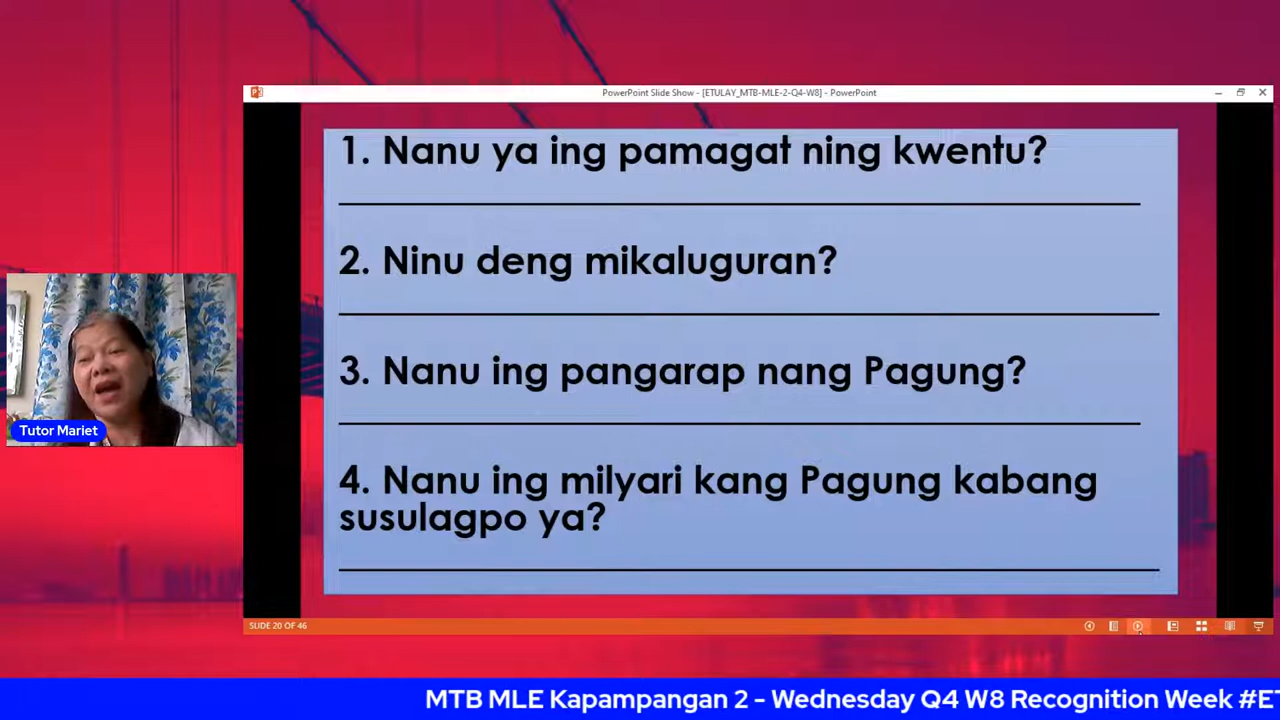 PowerPoint Slide Show - [ETULAY_MTB-MLE-2-Q4-W8] - PowerPoint
1. Nanu ya ing pamagat ning kwentu?
2. Ninu deng mikaluguran?
3. Nanu ing pangarap nang Pagung?
4. Nanu ing milyari kang Pagung kabang
susulagpo ya?
Tutor Mariet
SLIDE 20 OF 46
MTB MLE Kapampangan 2 - Wednesday Q4 W8 Recognition Week #ET